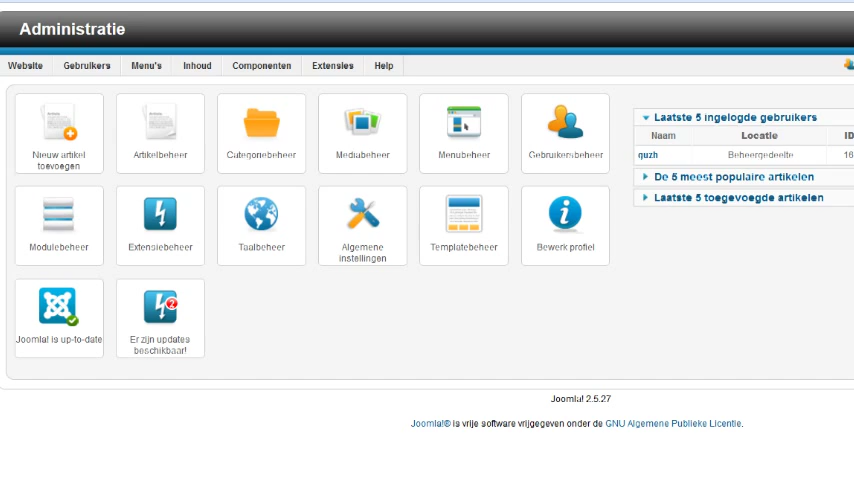 Administratie
Website Gebruikers Menu's Inhoud Componenten Extensies Help
Nieuw artikel toevoegen
Artikelbeheer
Categoriebeheer
Mediabeheer
Menubeheer
Gebruikersbeheer
Modulebeheer
Extensiebeheer
Taalbeheer
Algemene instellingen
Templatebeheer
Bewerk profiel
Joomla! is up-to-date
2
Er zijn updates beschikbaar!
Laatste 5 ingelogde gebruikers
Naam Locatie ID
quzh Beheergedeelte 16
De 5 meest populaire artikelen
Laatste 5 toegevoegde artikelen
Joomla! 2.5.27
Joomla!® is vrije software vrijgegeven onder de GNU Algemene Publieke Licentie.